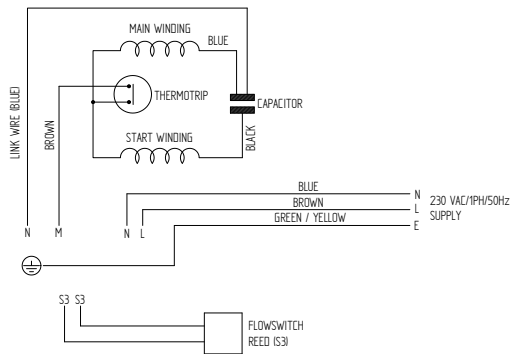 MAIN WINDING
BLUE
THERMOTRIP
CAPACITOR
LINK WIRE (BLUE)
BROWN
START WINDING
BLACK
BLUE
N
BROWN
L
230 VAC/1PH/50Hz
GREEN / YELLOW
E
SUPPLY
N
M
N
L
S3
S3
FLOWSWITCH
REED (S3)